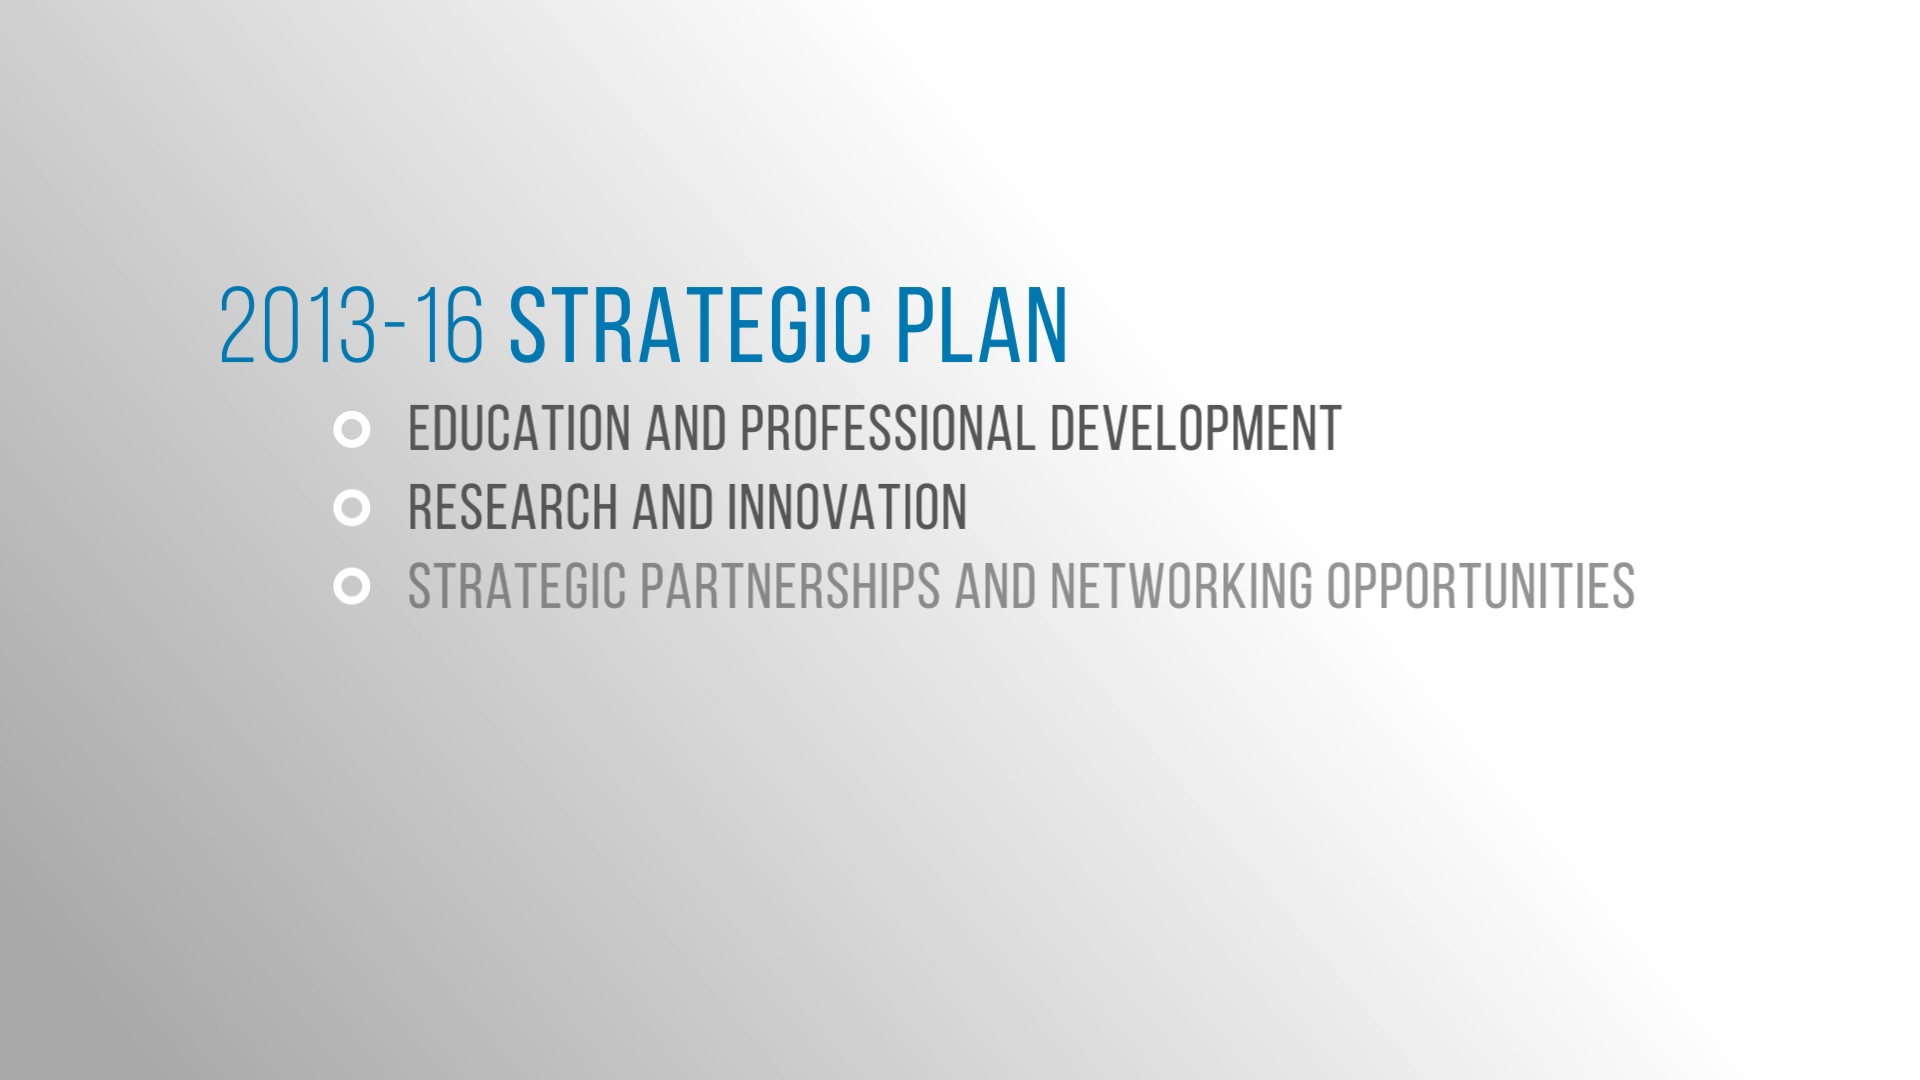 2013-16 STRATEGIC PLAN
EDUCATION AND PROFESSIONAL DEVELOPMENT
RESEARCH AND INNOVATION
STRATEGIC PARTNERSHIPS AND NETWORKING OPPORTUNITIES